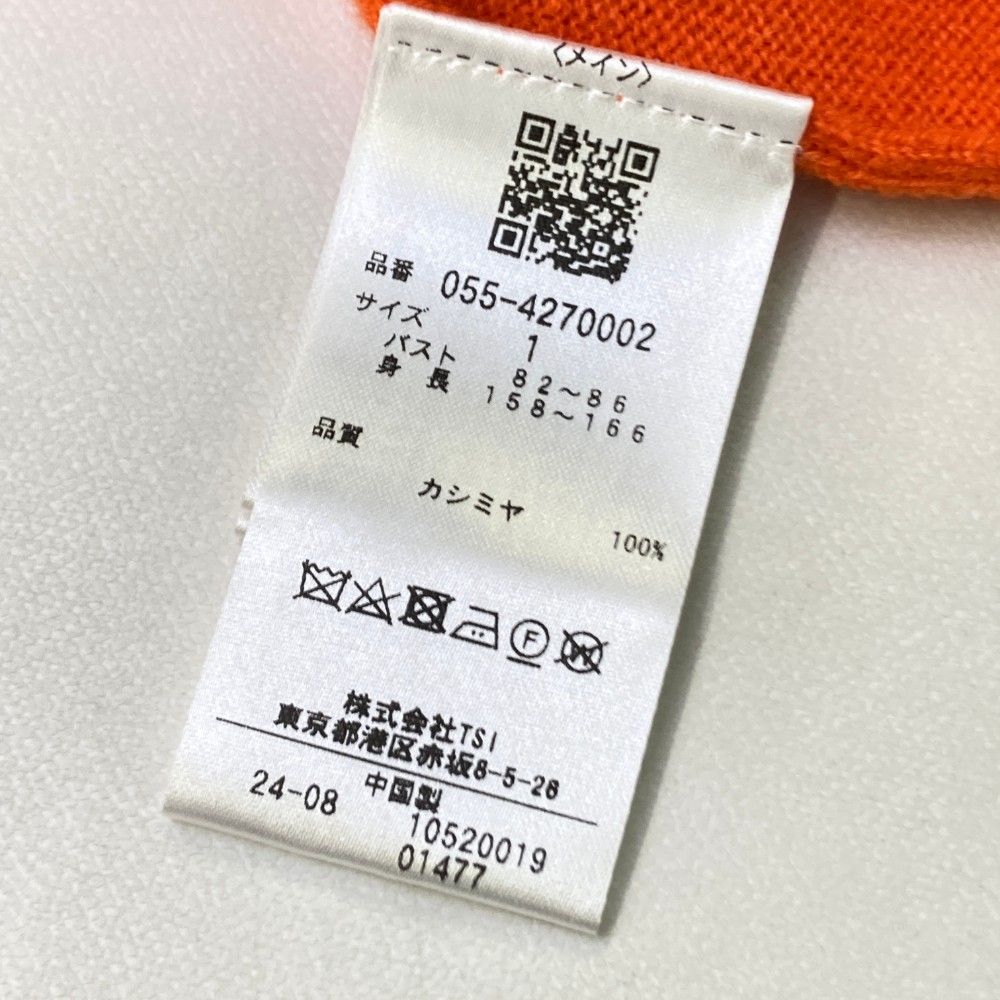 〈メイン〉
品番 055-4270002
サイズ 1
バスト 82～86
身長 158～166
品質
カシミヤ 100%
F
W
株式会社TSI
東京都港区赤坂8-5-26
中国製
24-08 10520019
01477